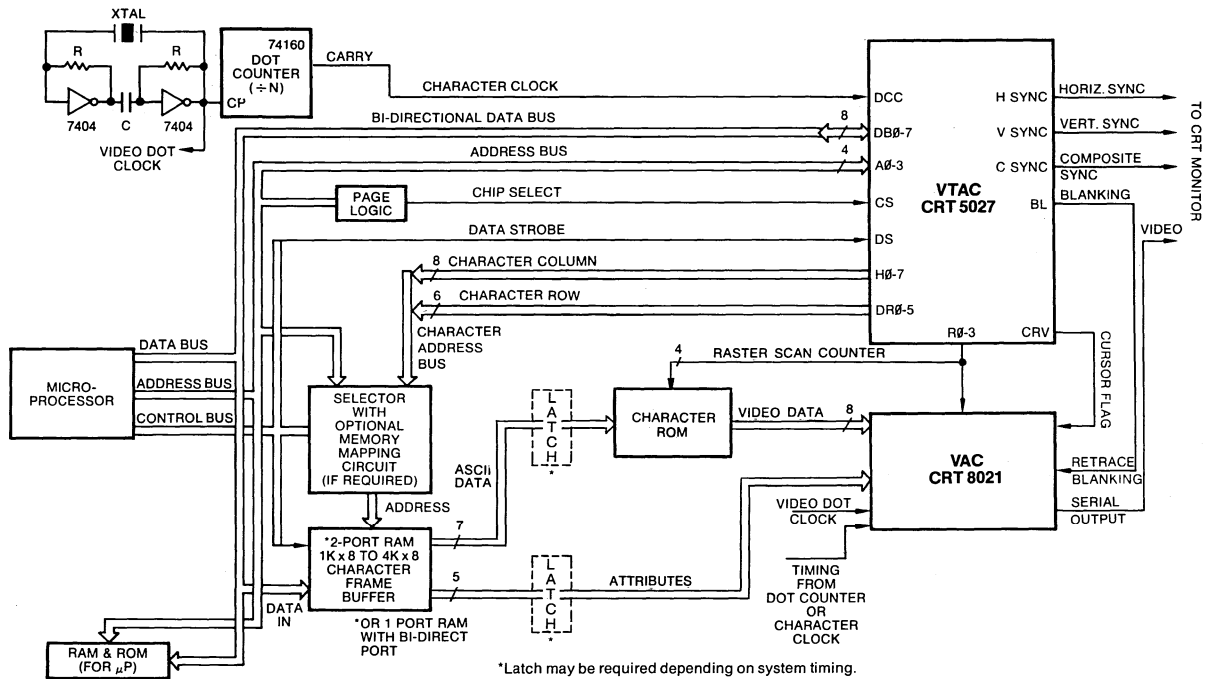 XTAL
R
R
7404
C
7404
VIDEO DOT
CLOCK
74160
DOT
COUNTER
(÷N)
CP
CARRY
CHARACTER CLOCK
BI-DIRECTIONAL DATA BUS
8
ADDRESS BUS
4
PAGE
LOGIC
CHIP SELECT
DATA STROBE
8 CHARACTER COLUMN
6 CHARACTER ROW
CHARACTER
ADDRESS
BUS
DCC
DBØ-7
AØ-3
CS
DS
HØ-7
DRØ-5
VTAC
CRT 5027
H SYNC
V SYNC
C SYNC
BL
RØ-3
CRV
HORIZ. SYNC
VERT. SYNC
COMPOSITE
SYNC
BLANKING
VIDEO
TO CRT MONITOR
CURSOR FLAG
MICRO-
PROCESSOR
DATA BUS
ADDRESS BUS
CONTROL BUS
SELECTOR
WITH
OPTIONAL
MEMORY
MAPPING
CIRCUIT
(IF REQUIRED)
ADDRESS
4
RASTER SCAN COUNTER
LATCH
*
CHARACTER
ROM
VIDEO DATA
8
VAC
CRT 8021
RETRACE
BLANKING
SERIAL
OUTPUT
ASCII
DATA
7
*2-PORT RAM
1K x 8 TO 4K x 8
CHARACTER
FRAME
BUFFER
5
LATCH
*
ATTRIBUTES
VIDEO DOT
CLOCK
TIMING
FROM
DOT COUNTER
OR
CHARACTER
CLOCK
DATA
IN
*OR 1 PORT RAM
WITH BI-DIRECT
PORT
RAM & ROM
(FOR µP)
*Latch may be required depending on system timing.